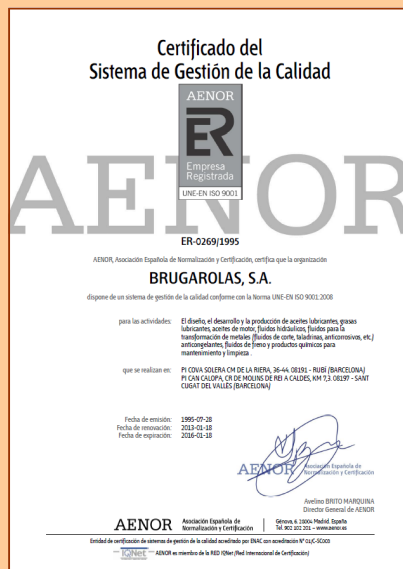 Certificado del
Sistema de Gestión de la Calidad
AENOR
ER
Empresa
Registrada
UNE-EN ISO 9001
AENOR
ER-0269/1995
AENOR, Asociación Española de Normalización y Certificación, certifica que la organización
BRUGAROLAS, S.A.
dispone de un sistema de gestión de la calidad conforme con la Norma UNE-EN ISO 9001:2008
para las actividades: El diseño, el desarrollo y la producción de aceites lubricantes, grasas
lubricantes, aceites de motor, fluidos hidráulicos, fluidos para la
transformación de metales (fluidos de corte, taladrinas, anticorrosivos, etc.)
anticongelantes, fluidos de freno y productos químicos para
mantenimiento y limpieza .
que se realizan en: PI COVA SOLERA CM DE LA RIERA, 36-44. 08191 - RUBÍ (BARCELONA)
PI CAN CALOPA, CR DE MOLINS DE REI A CALDES, KM 7,3. 08197 - SANT
CUGAT DEL VALLÈS (BARCELONA)
Fecha de emisión: 1995-07-28
Fecha de renovación: 2013-01-18
Fecha de expiración: 2016-01-18
AENOR Asociación Española de
Normalización y Certificación
Avelino BRITO MARQUINA
Director General de AENOR
AENOR Asociación Española de
Normalización y Certificación
Génova, 6. 28004 Madrid. España
Tel. 902 102 201 – www.aenor.es
Entidad de certificación de sistemas de gestión de la calidad acreditada por ENAC con acreditación Nº 01/C-SC003
IQNet AENOR es miembro de la RED IQNet (Red Internacional de Certificación)